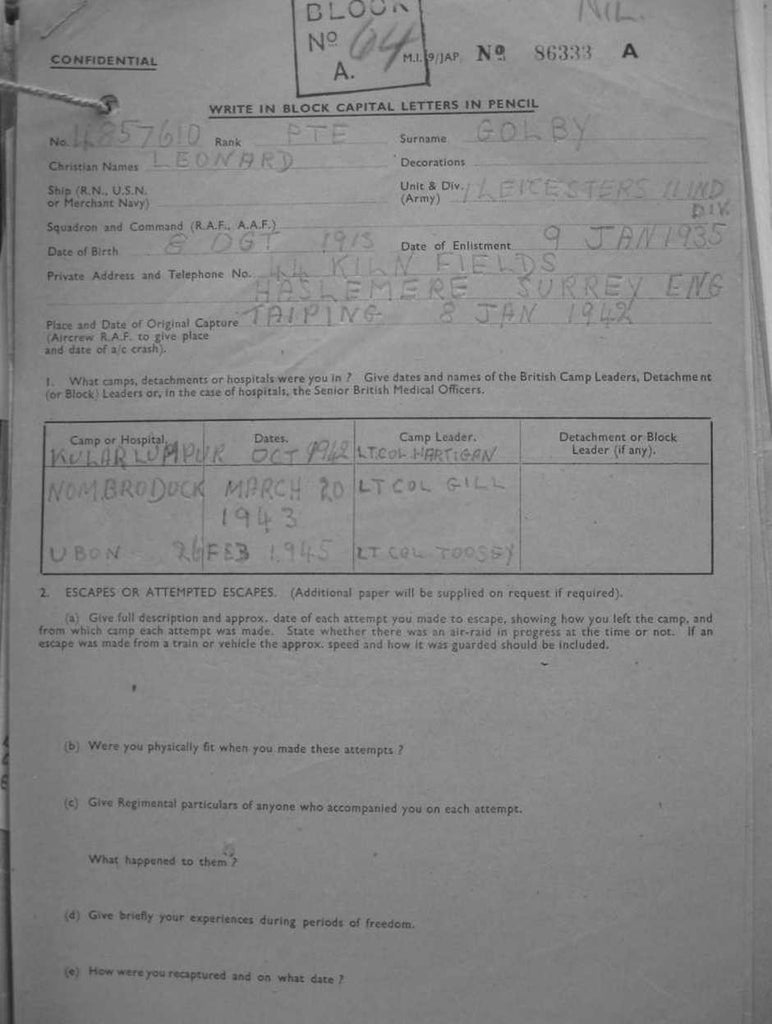 BLOCK
Nº 64
A.
NIL.
CONFIDENTIAL
M.I.9/JAP. Nº 86333 A
WRITE IN BLOCK CAPITAL LETTERS IN PENCIL
No. 4857610 Rank PTE Surname GOLBY
Christian Names LEONARD Decorations
Ship (R.N., U.S.N. or Merchant Navy)
Unit & Div. (Army) 1 LEICESTERS 11 IND DIV.
Squadron and Command (R.A.F., A.A.F.)
Date of Birth 8 OCT 1913 Date of Enlistment 9 JAN 1935
Private Address and Telephone No. 44 KILN FIELDS
HASLEMERE SURREY ENG
Place and Date of Original Capture TAIPING 8 JAN 1942
(Aircrew R.A.F. to give place
and date of a/c crash).
1. What camps, detachments or hospitals were you in ? Give dates and names of the British Camp Leaders, Detachment
(or Block) Leaders or, in the case of hospitals, the Senior British Medical Officers.
Camp or Hospital. Dates. Camp Leader. Detachment or Block
Leader (if any).
KULAR LUMPUR OCT 1942 LT.COL HARTIGAN
NOMBRODUCK MARCH 20 LT COL GILL
1943
UBON 26 FEB 1945 LT COL TOOSEY
2. ESCAPES OR ATTEMPTED ESCAPES. (Additional paper will be supplied on request if required).
(a) Give full description and approx. date of each attempt you made to escape, showing how you left the camp, and
from which camp each attempt was made. State whether there was an air-raid in progress at the time or not. If an
escape was made from a train or vehicle the approx. speed and how it was guarded should be included.
(b) Were you physically fit when you made these attempts ?
(c) Give Regimental particulars of anyone who accompanied you on each attempt.
What happened to them ?
(d) Give briefly your experiences during periods of freedom.
(e) How were you recaptured and on what date ?